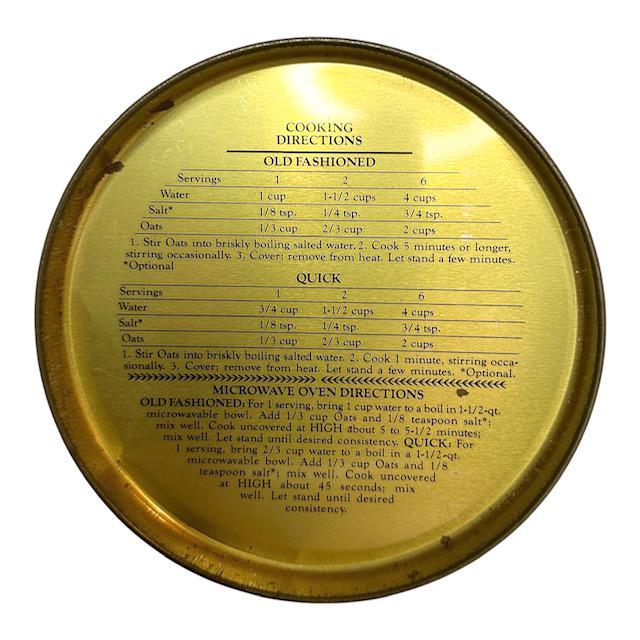 COOKING
DIRECTIONS
OLD FASHIONED
Servings 1 2 6
Water 1 cup 1-1/2 cups 4 cups
Salt* 1/8 tsp. 1/4 tsp. 3/4 tsp.
Oats 1/3 cup 2/3 cup 2 cups
1. Stir Oats into briskly boiling salted water. 2. Cook 5 minutes or longer,
stirring occasionally. 3. Cover; remove from heat. Let stand a few minutes.
*Optional
QUICK
Servings 1 2 6
Water 3/4 cup 1-1/2 cups 4 cups
Salt* 1/8 tsp. 1/4 tsp. 3/4 tsp.
Oats 1/3 cup 2/3 cup 2 cups
1. Stir Oats into briskly boiling salted water. 2. Cook 1 minute, stirring occa-
sionally. 3. Cover; remove from heat. Let stand a few minutes. *Optional.
MICROWAVE OVEN DIRECTIONS
OLD FASHIONED: For 1 serving, bring 1 cup water to a boil in 1-1/2-qt.
microwavable bowl. Add 1/3 cup Oats and 1/8 teaspoon salt*;
mix well. Cook uncovered at HIGH about 5 to 5-1/2 minutes;
mix well. Let stand until desired consistency. QUICK: For
1 serving, bring 2/3 cup water to a boil in a 1-1/2-qt.
microwavable bowl. Add 1/3 cup Oats and 1/8
teaspoon salt*; mix well. Cook uncovered
at HIGH about 45 seconds; mix
well. Let stand until desired
consistency.